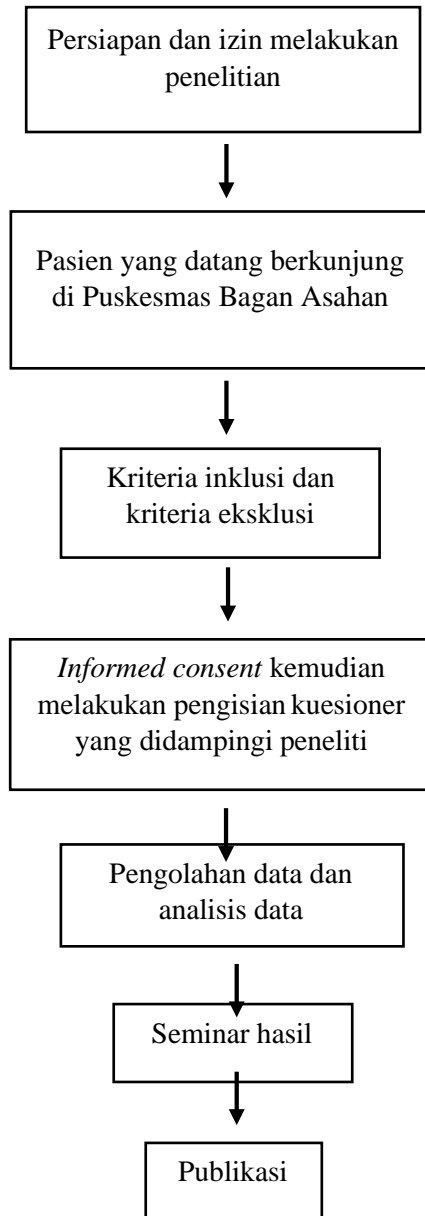 Persiapan dan izin melakukan
penelitian
Pasien yang datang berkunjung
di Puskesmas Bagan Asahan
Kriteria inklusi dan
kriteria eksklusi
Informed consent kemudian
melakukan pengisian kuesioner
yang didampingi peneliti
Pengolahan data dan
analisis data
Seminar hasil
Publikasi